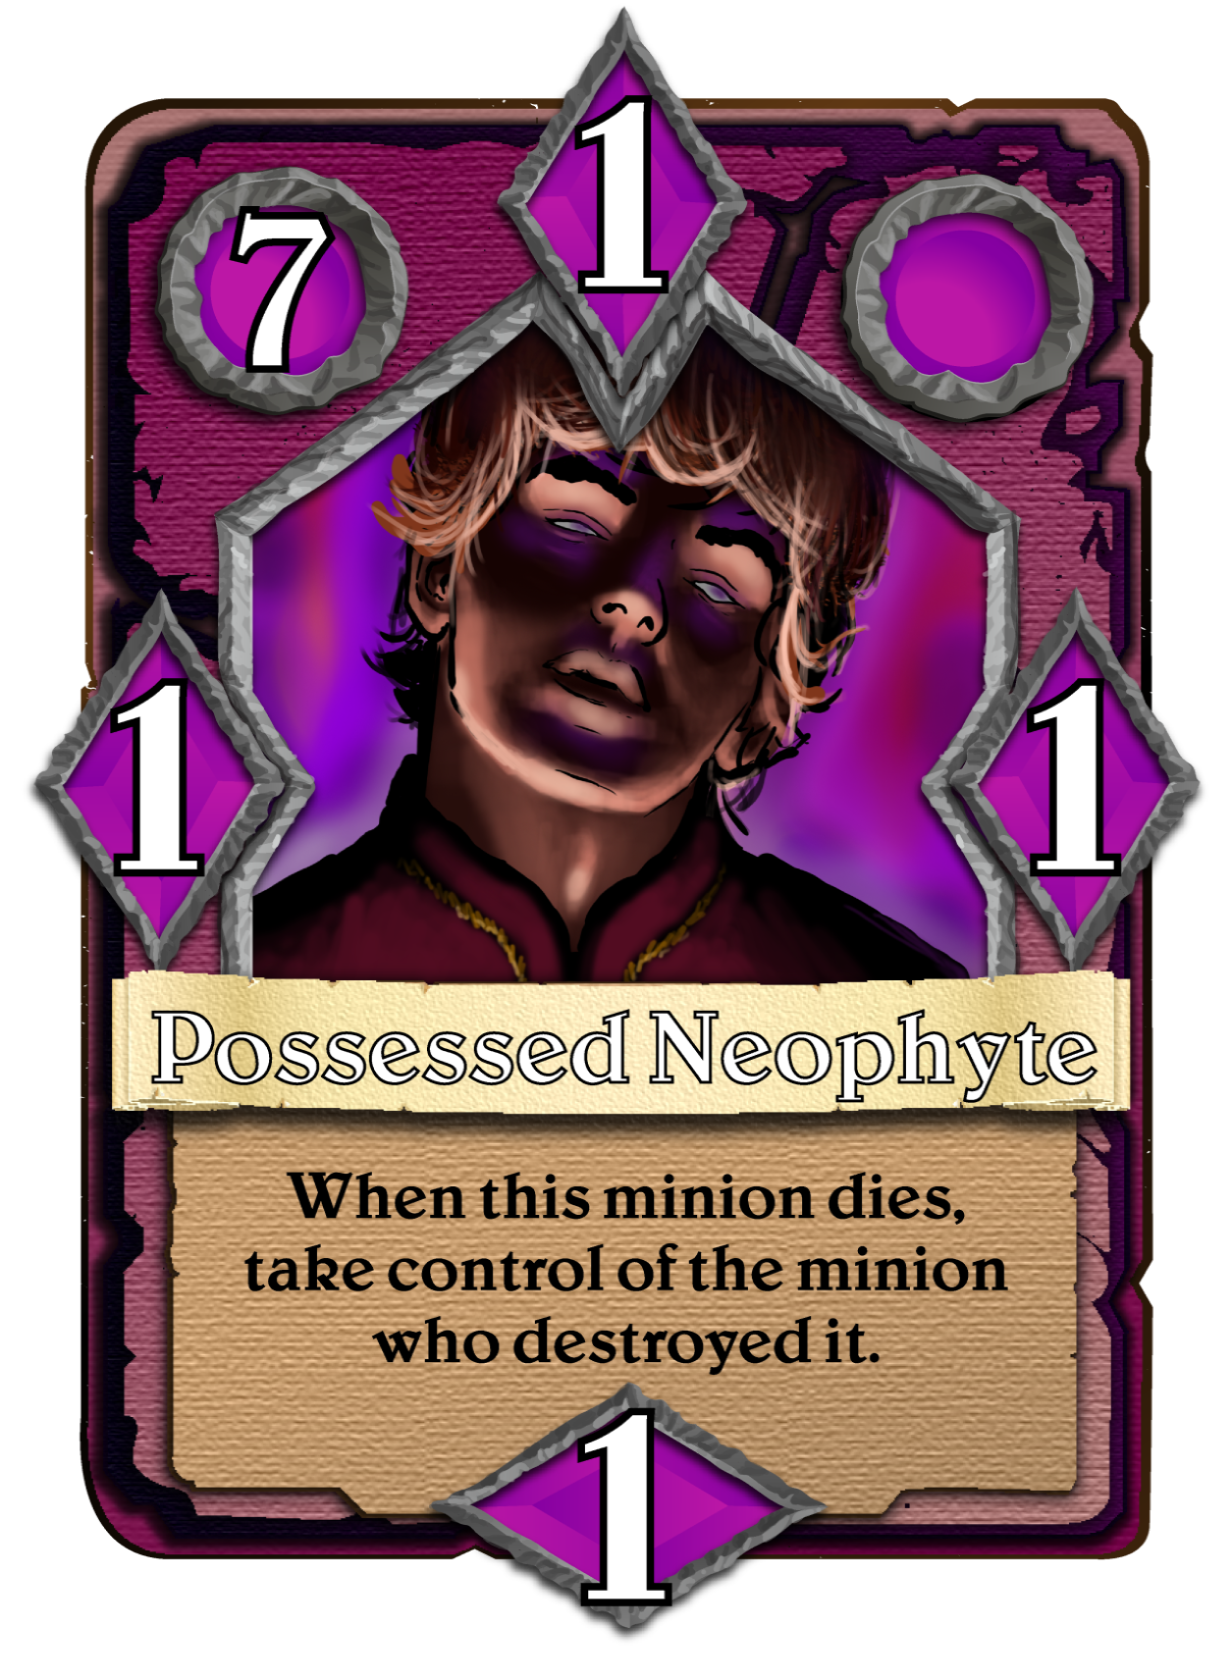 1
7
1
1
Possessed Neophyte
When this minion dies,
take control of the minion
who destroyed it.
1